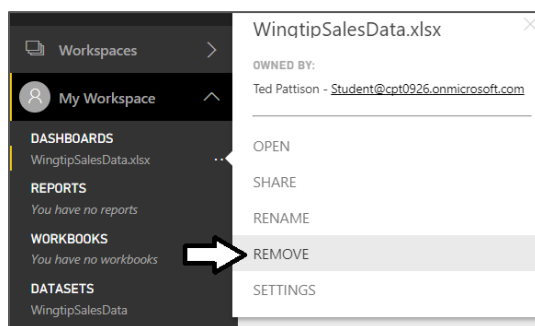 Workspaces
My Workspace
DASHBOARDS
WingtipSalesData.xlsx
REPORTS
You have no reports
WORKBOOKS
You have no workbooks
DATASETS
WingtipSalesData
WingtipSalesData.xlsx
OWNED BY:
Ted Pattison - Student@cpt0926.onmicrosoft.com
OPEN
SHARE
RENAME
REMOVE
SETTINGS